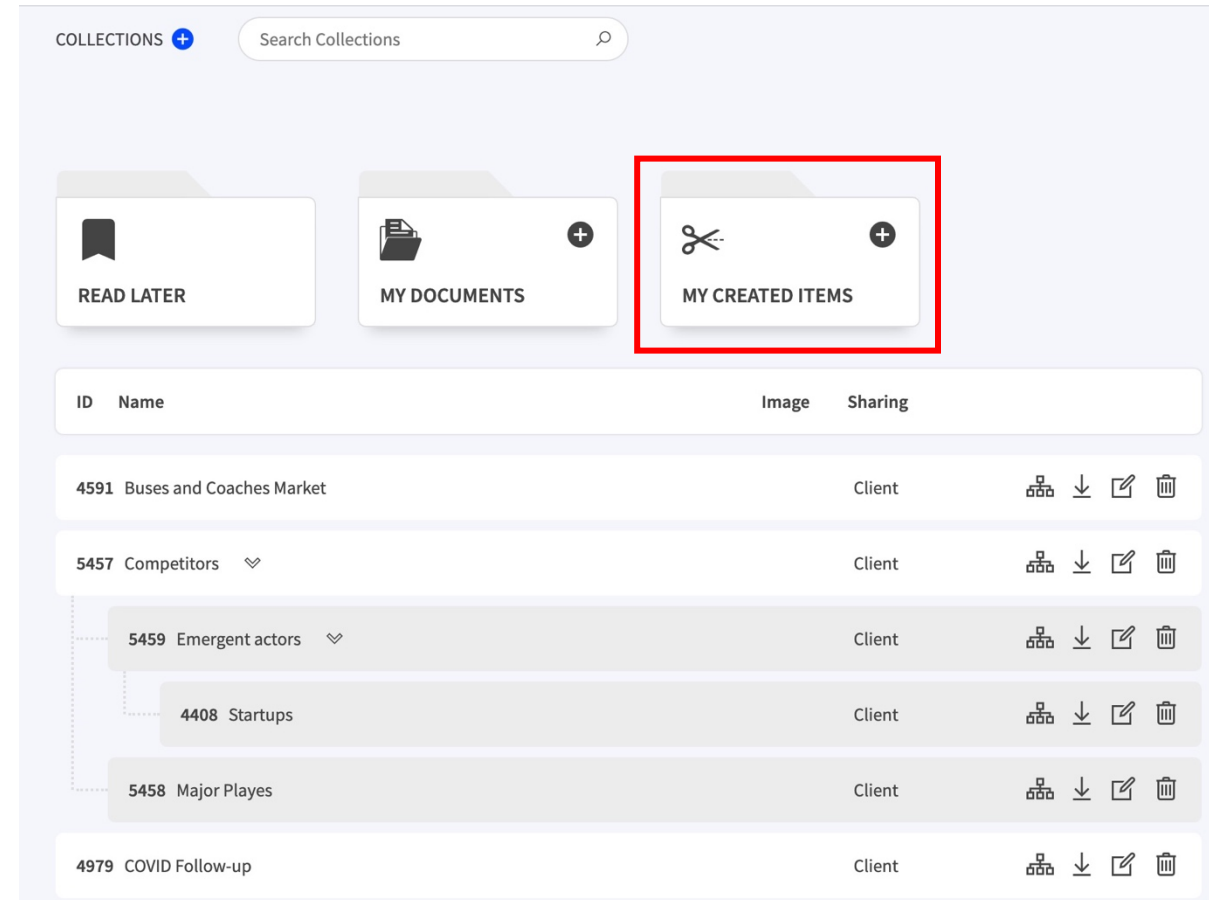 COLLECTIONS
Search Collections
READ LATER
MY DOCUMENTS
MY CREATED ITEMS
ID Name Image Sharing
4591 Buses and Coaches Market Client
5457 Competitors Client
5459 Emergent actors Client
4408 Startups Client
5458 Major Playes Client
4979 COVID Follow-up Client